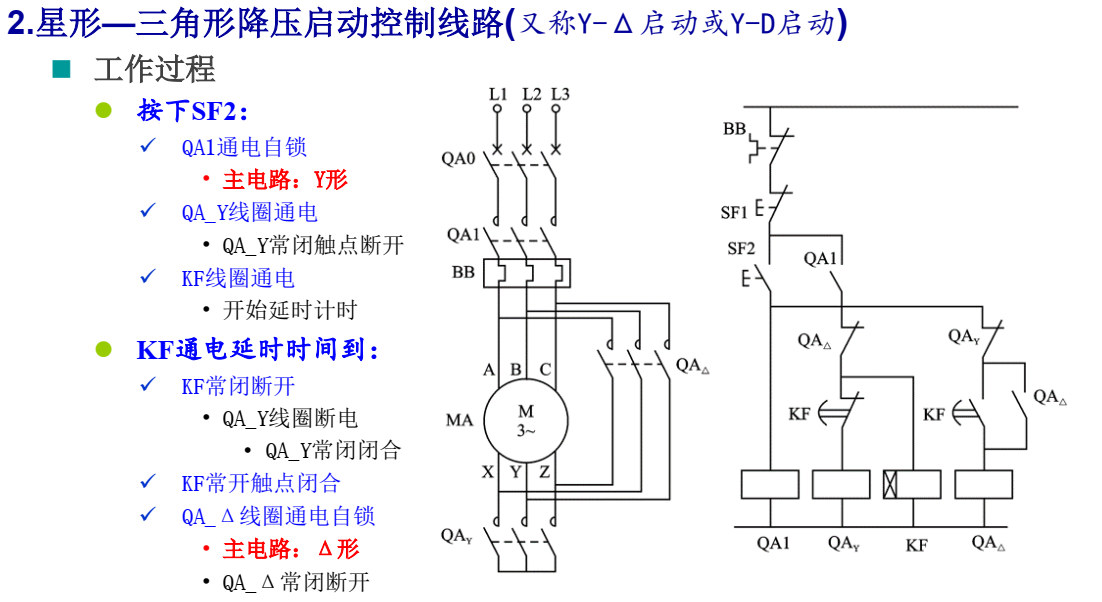 2.星形—三角形降压启动控制线路(又称Y-Δ启动或Y-D启动)
工作过程
按下SF2：
QA1通电自锁
主电路：Y形
QA_Y线圈通电
QA_Y常闭触点断开
KF线圈通电
开始延时计时
KF通电延时时间到：
KF常闭断开
QA_Y线圈断电
QA_Y常闭闭合
KF常开触点闭合
QA_Δ线圈通电自锁
主电路：Δ形
QA_Δ常闭断开
L1 L2 L3
QA0
QA1
BB
QA△
A B C
MA
M
3~
X Y Z
QAY
BB
SF1
SF2
QA1
QA△
QAY
QA△
KF
KF
QA1 QAY KF QA△